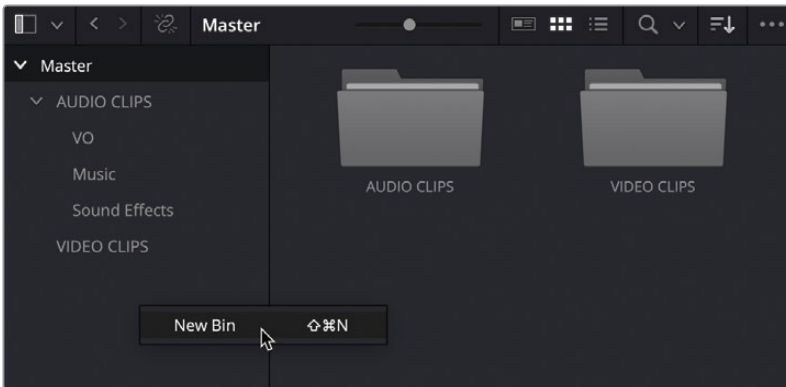 Master
Master
AUDIO CLIPS
VO
Music
Sound Effects
VIDEO CLIPS
AUDIO CLIPS
VIDEO CLIPS
New Bin ⇧⌘N